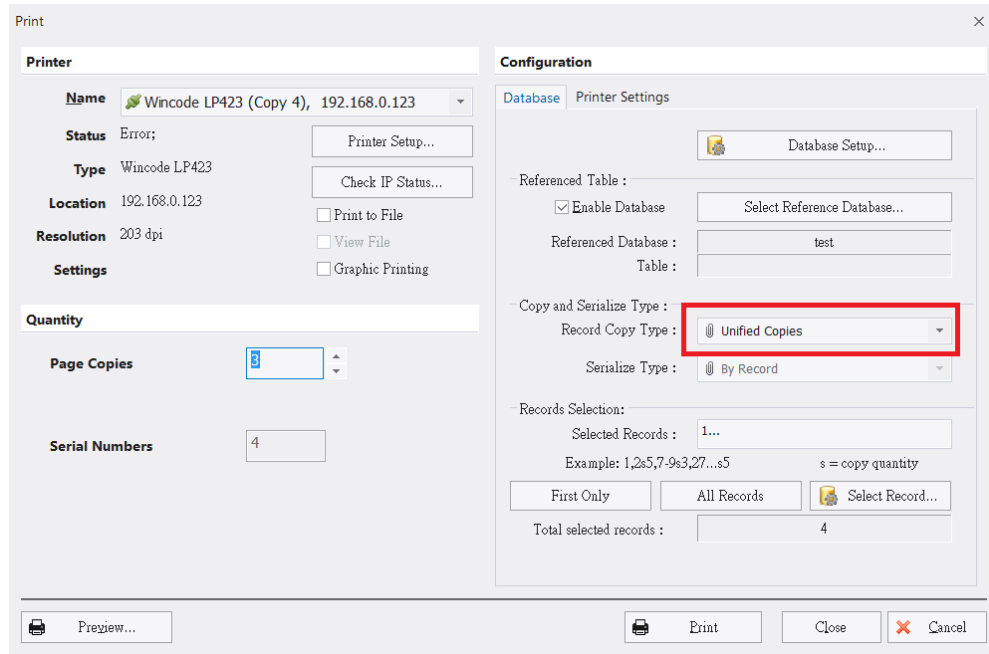 Print
Printer
Name Wincode LP423 (Copy 4), 192.168.0.123
Status Error;
Printer Setup...
Type Wincode LP423
Check IP Status...
Location 192.168.0.123
Print to File
Resolution 203 dpi
View File
Settings
Graphic Printing
Quantity
Page Copies 3
Serial Numbers 4
Configuration
Database Printer Settings
Database Setup...
Referenced Table :
Enable Database Select Reference Database...
Referenced Database : test
Table :
Copy and Serialize Type :
Record Copy Type : Unified Copies
Serialize Type : By Record
Records Selection:
Selected Records : 1...
Example: 1,2s5,7-9s3,27...s5 s = copy quantity
First Only All Records Select Record...
Total selected records : 4
Preview... Print Close Cancel